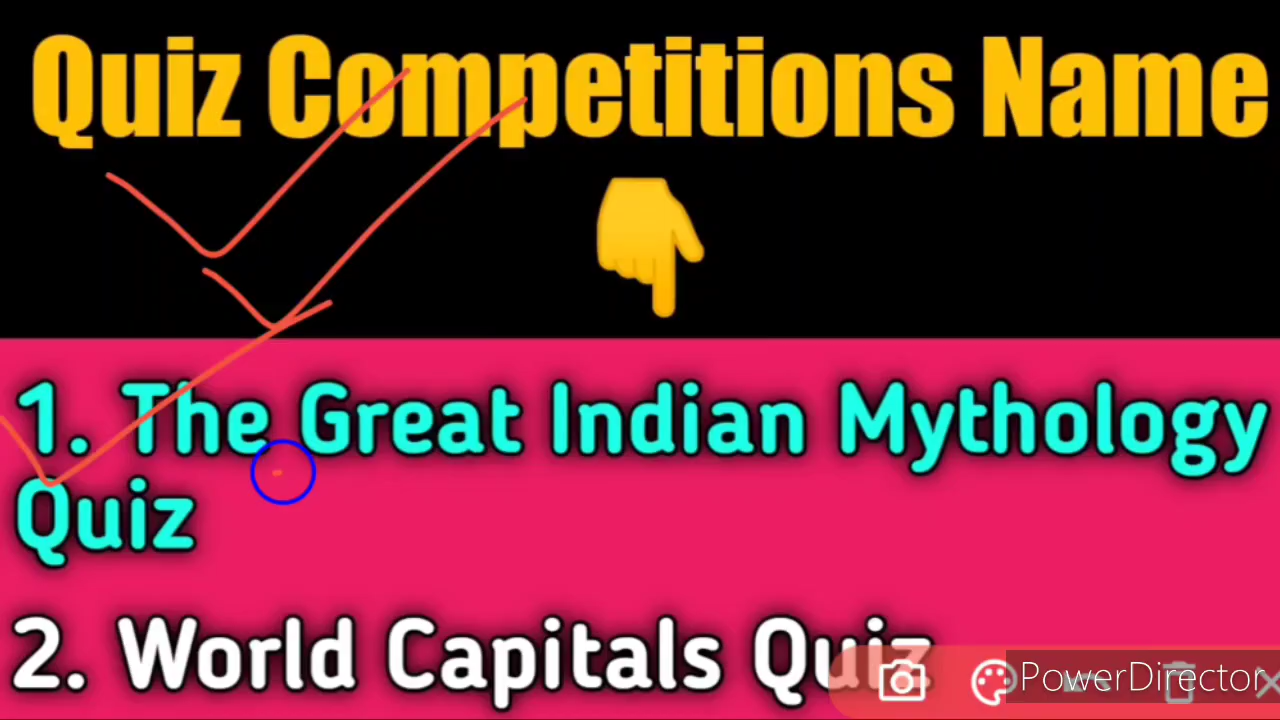 Quiz Competitions Name
1. The Great Indian Mythology
Quiz
2. World Capitals Quiz
PowerDirector